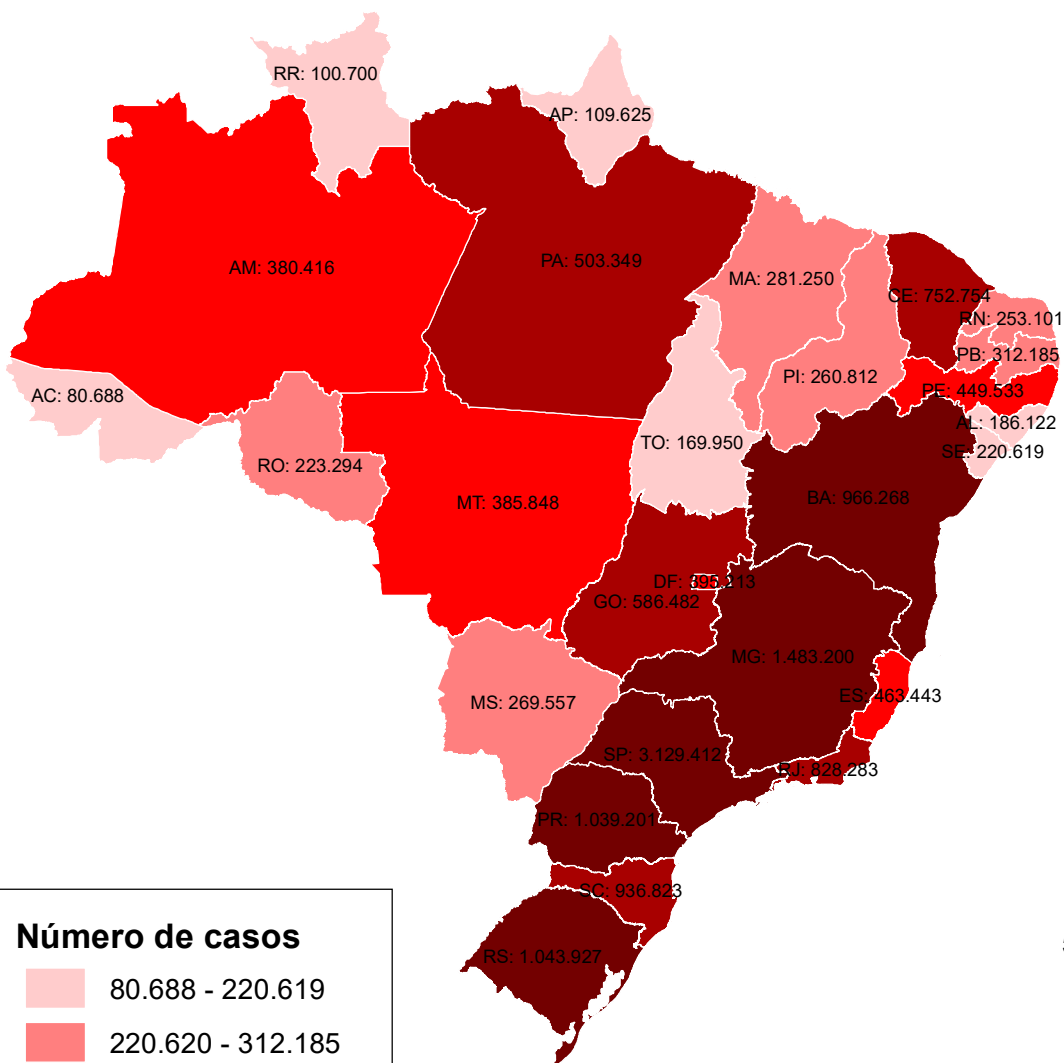 RR: 100.700
AP: 109.625
AM: 380.416
PA: 503.349
MA: 281.250
CE: 752.754
RN: 253.101
PB: 312.185
PI: 260.812
PE: 449.533
AC: 80.688
AL: 186.122
TO: 169.950
SE: 220.619
RO: 223.294
BA: 966.268
MT: 385.848
DF: 395.213
GO: 586.482
MG: 1.483.200
ES: 463.443
MS: 269.557
SP: 3.129.412
RJ: 828.283
PR: 1.039.201
SC: 936.823
RS: 1.043.927
Número de casos
80.688 - 220.619
220.620 - 312.185